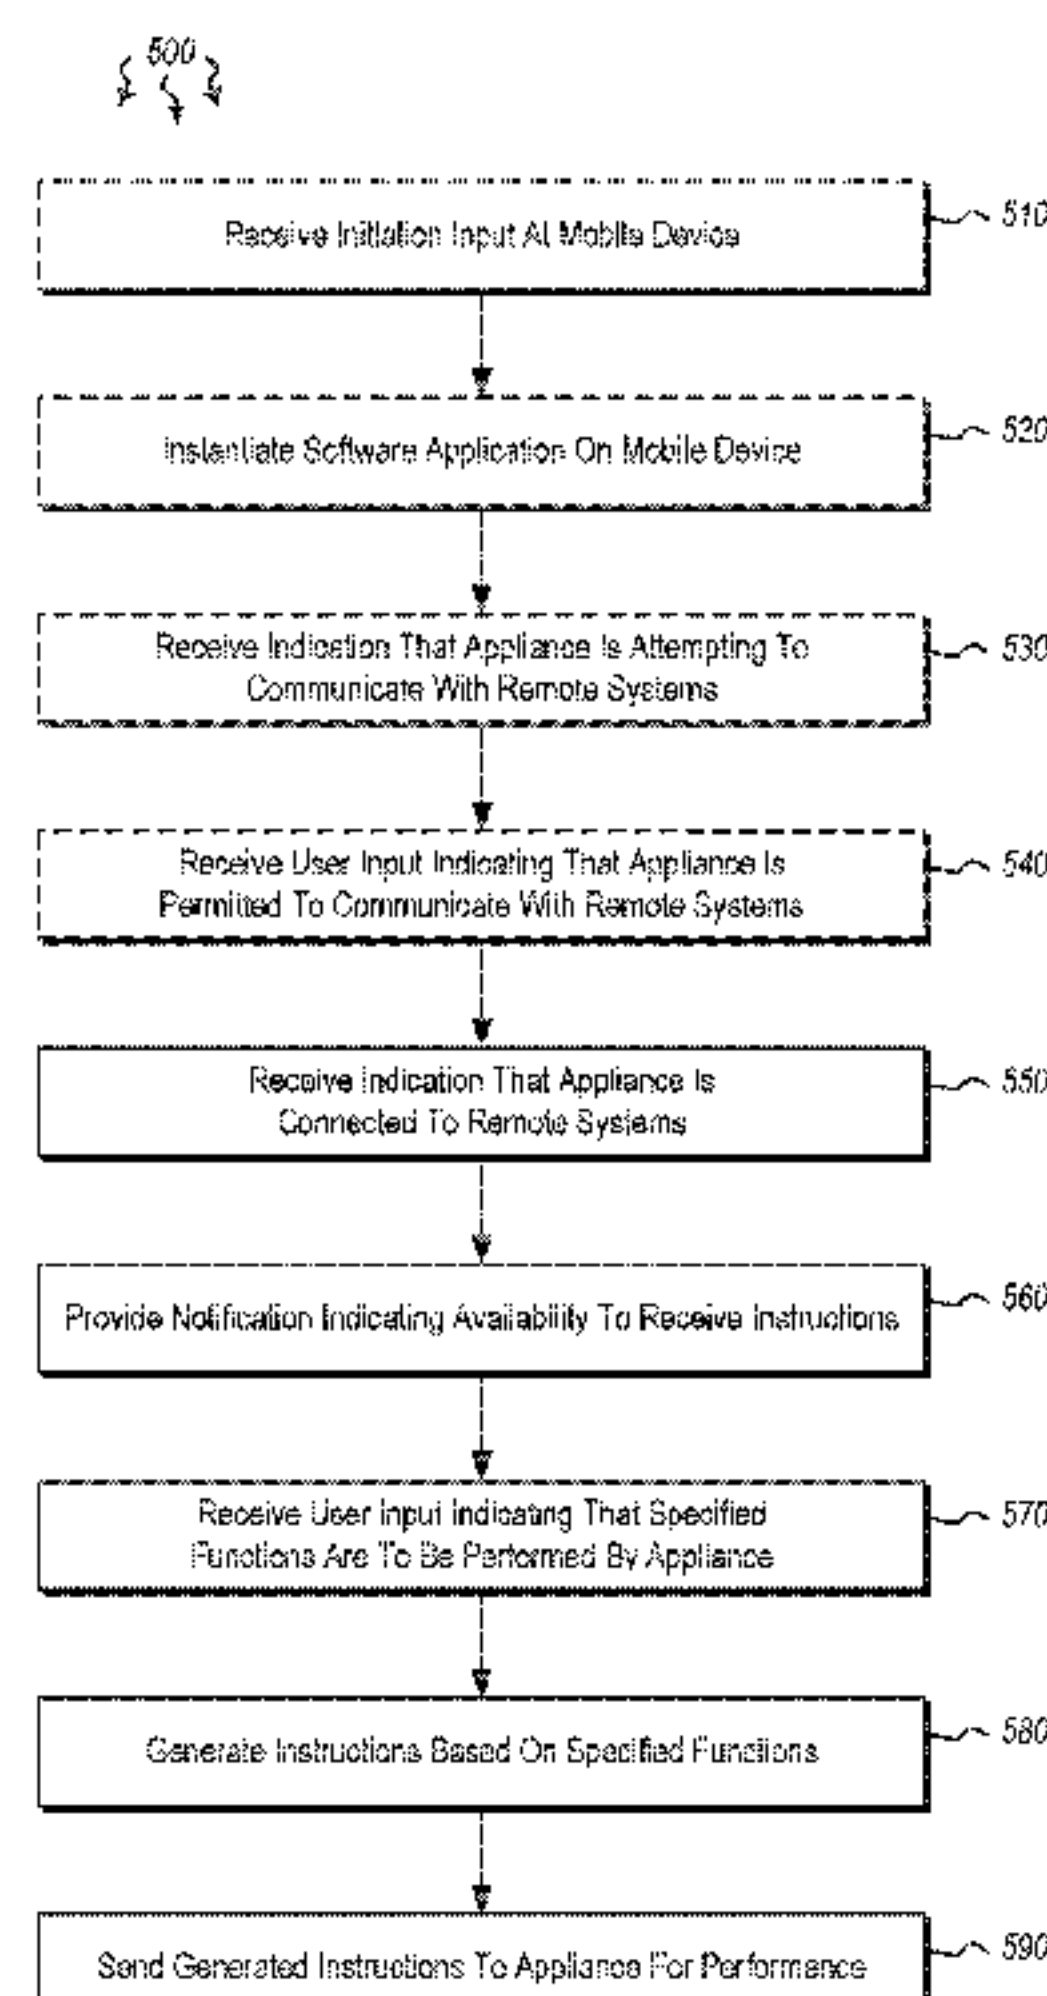 500
Receive Initiation Input At Mobile Device
510
Instantiate Software Application On Mobile Device
520
Receive Indication That Appliance Is Attempting To
Communicate With Remote Systems
530
Receive User Input Indicating That Appliance Is
Permitted To Communicate With Remote Systems
540
Receive Indication That Appliance Is
Connected To Remote Systems
550
Provide Notification Indicating Availability To Receive Instructions
560
Receive User Input Indicating That Specified
Functions Are To Be Performed By Appliance
570
Generate Instructions Based On Specified Functions
580
Send Generated Instructions To Appliance For Performance
590